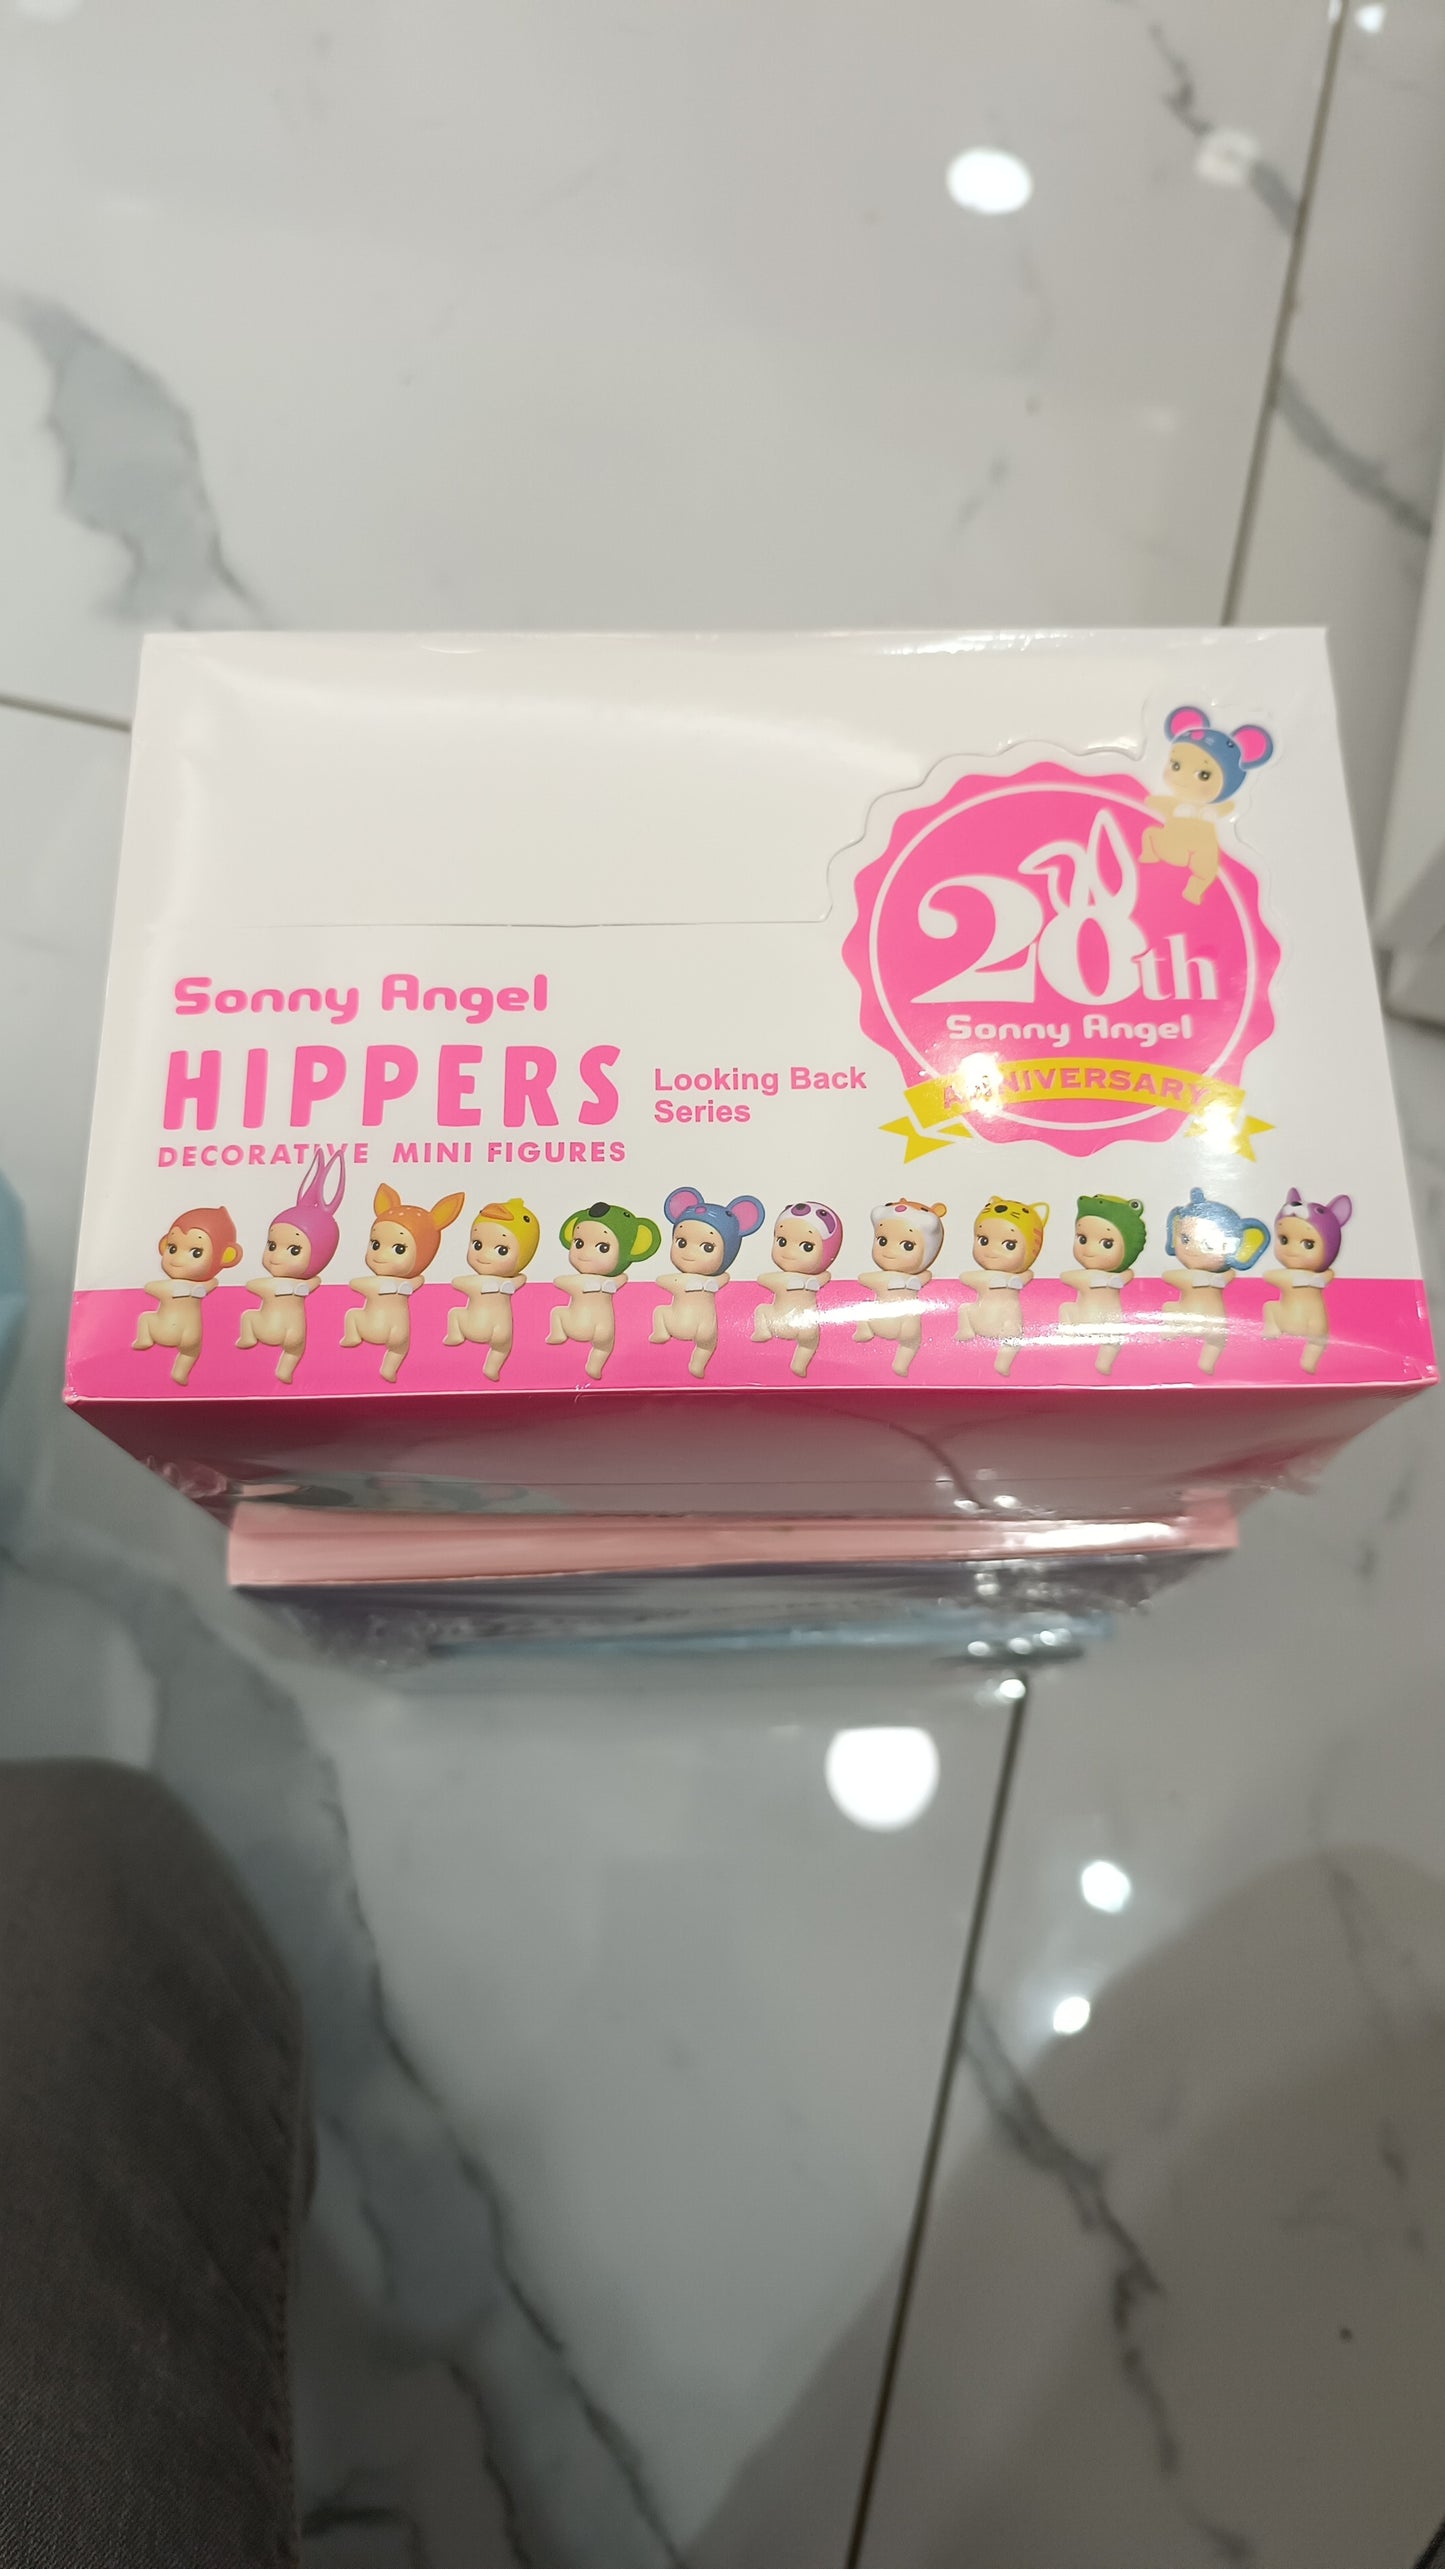 20th
Sonny Angel
ANNIVERSARY
Sonny Angel
HIPPERS
Looking Back
Series
DECORATIVE MINI FIGURES